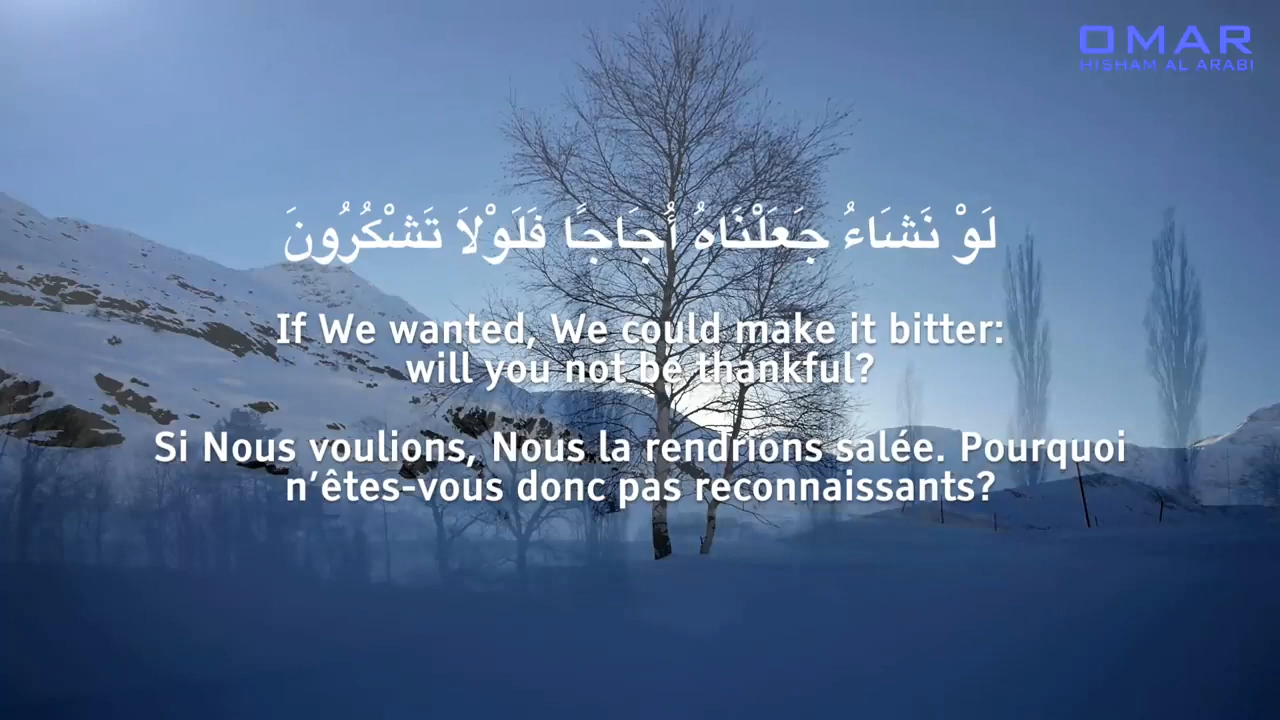 OMAR
HISHAM AL ARABI
لَوْ نَشَاءُ جَعَلْنَاهُ أُجَاجًا فَلَوْلاَ تَشْكُرُونَ
If We wanted, We could make it bitter:
will you not be thankful?
Si Nous voulions, Nous la rendrions salée. Pourquoi
n’êtes-vous donc pas reconnaissants?